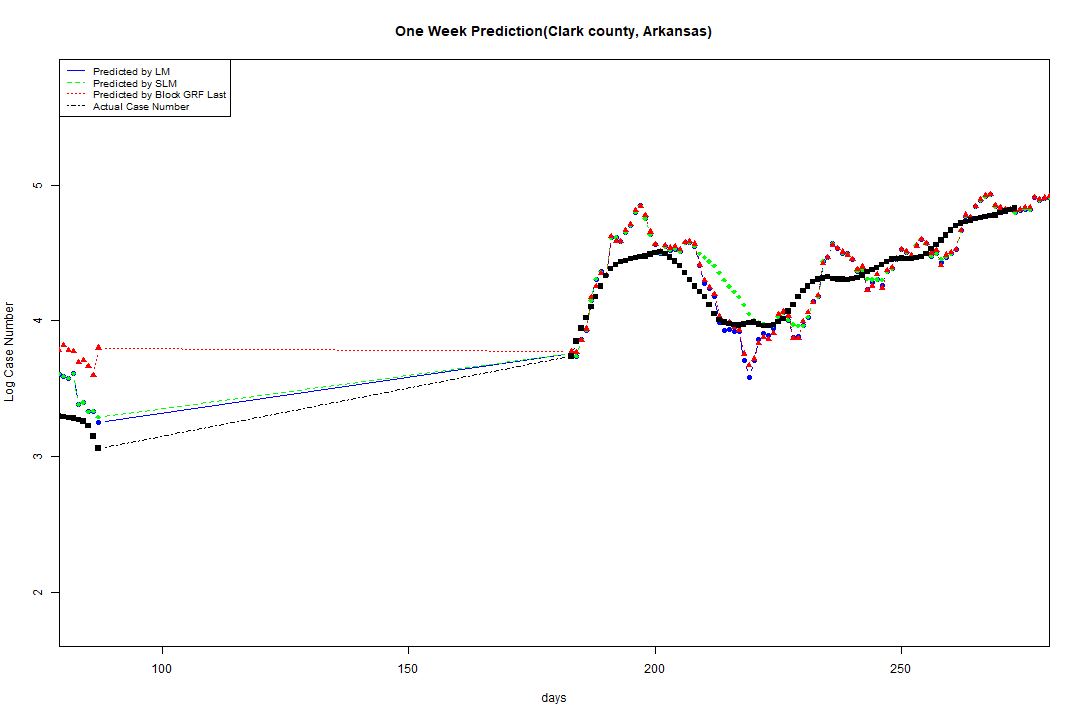 One Week Prediction(Clark county, Arkansas)
Predicted by LM
Predicted by SLM
Predicted by Block GRF Last
Actual Case Number
Log Case Number
5
4
3
2
100 150 200 250
days